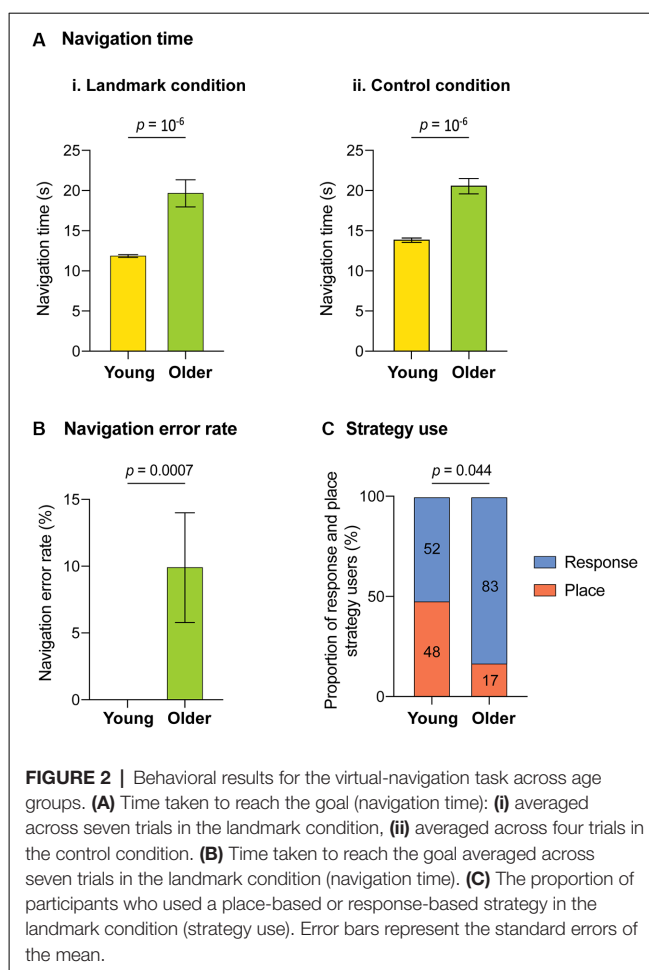 A Navigation time
i. Landmark condition
ii. Control condition
p = 10-6
p = 10-6
Navigation time (s)
25
20
15
10
5
0
Young Older
Navigation time (s)
25
20
15
10
5
0
Young Older
B Navigation error rate
p = 0.0007
Navigation error rate (%)
15
10
5
0
Young Older
C Strategy use
p = 0.044
Proportion of response and place
strategy users (%)
100
50
0
52
48
83
17
Young Older
Response
Place
FIGURE 2 | Behavioral results for the virtual-navigation task across age
groups. (A) Time taken to reach the goal (navigation time): (i) averaged
across seven trials in the landmark condition, (ii) averaged across four trials in
the control condition. (B) Time taken to reach the goal averaged across
seven trials in the landmark condition (navigation time). (C) The proportion of
participants who used a place-based or response-based strategy in the
landmark condition (strategy use). Error bars represent the standard errors of
the mean.